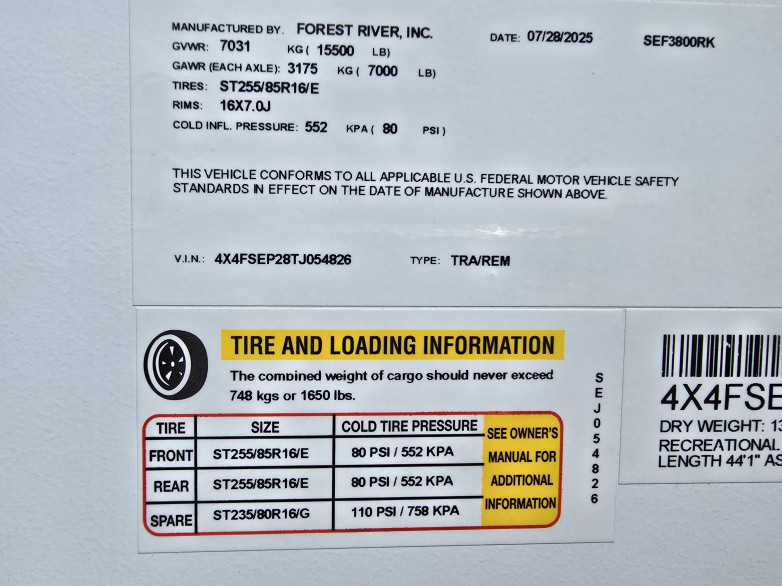 MANUFACTURED BY. FOREST RIVER, INC. DATE: 07/28/2025 SEF3800RK
GVWR: 7031 KG ( 15500 LB)
GAWR (EACH AXLE): 3175 KG ( 7000 LB)
TIRES: ST255/85R16/E
RIMS: 16X7.0J
COLD INFL. PRESSURE: 552 KPA ( 80 PSI )
THIS VEHICLE CONFORMS TO ALL APPLICABLE U.S. FEDERAL MOTOR VEHICLE SAFETY
STANDARDS IN EFFECT ON THE DATE OF MANUFACTURE SHOWN ABOVE.
V.I.N.: 4X4FSEP28TJ054826 TYPE: TRA/REM
TIRE AND LOADING INFORMATION
The combined weight of cargo should never exceed
748 kgs or 1650 lbs.
TIRE SIZE COLD TIRE PRESSURE
FRONT ST255/85R16/E 80 PSI / 552 KPA
REAR ST255/85R16/E 80 PSI / 552 KPA
SPARE ST235/80R16/G 110 PSI / 758 KPA
SEE OWNER'S
MANUAL FOR
ADDITIONAL
INFORMATION
SEJ054826
4X4FSE
DRY WEIGHT: 13
RECREATIONAL
LENGTH 44'1" AS